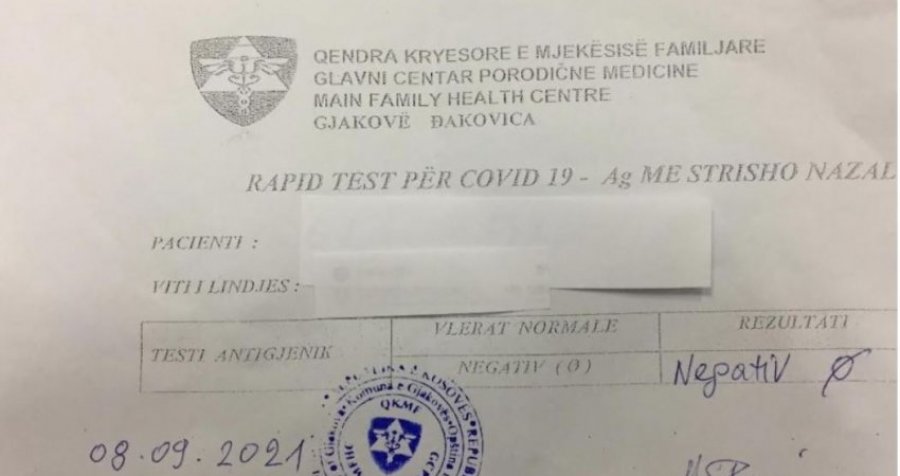 QENDRA KRYESORE E MJEKËSISË FAMILJARE
GLAVNI CENTAR PORODIČNE MEDICINE
MAIN FAMILY HEALTH CENTRE
GJAKOVË ĐAKOVICA
RAPID TEST PËR COVID 19 - Ag ME STRISHO NAZAL
PACIENTI :
VITI I LINDJES :
VLERAT NORMALE REZULTATI
TESTI ANTIGJENIK
NEGATIV ( Ø ) Negativ Ø
QKMF
08.09.2021